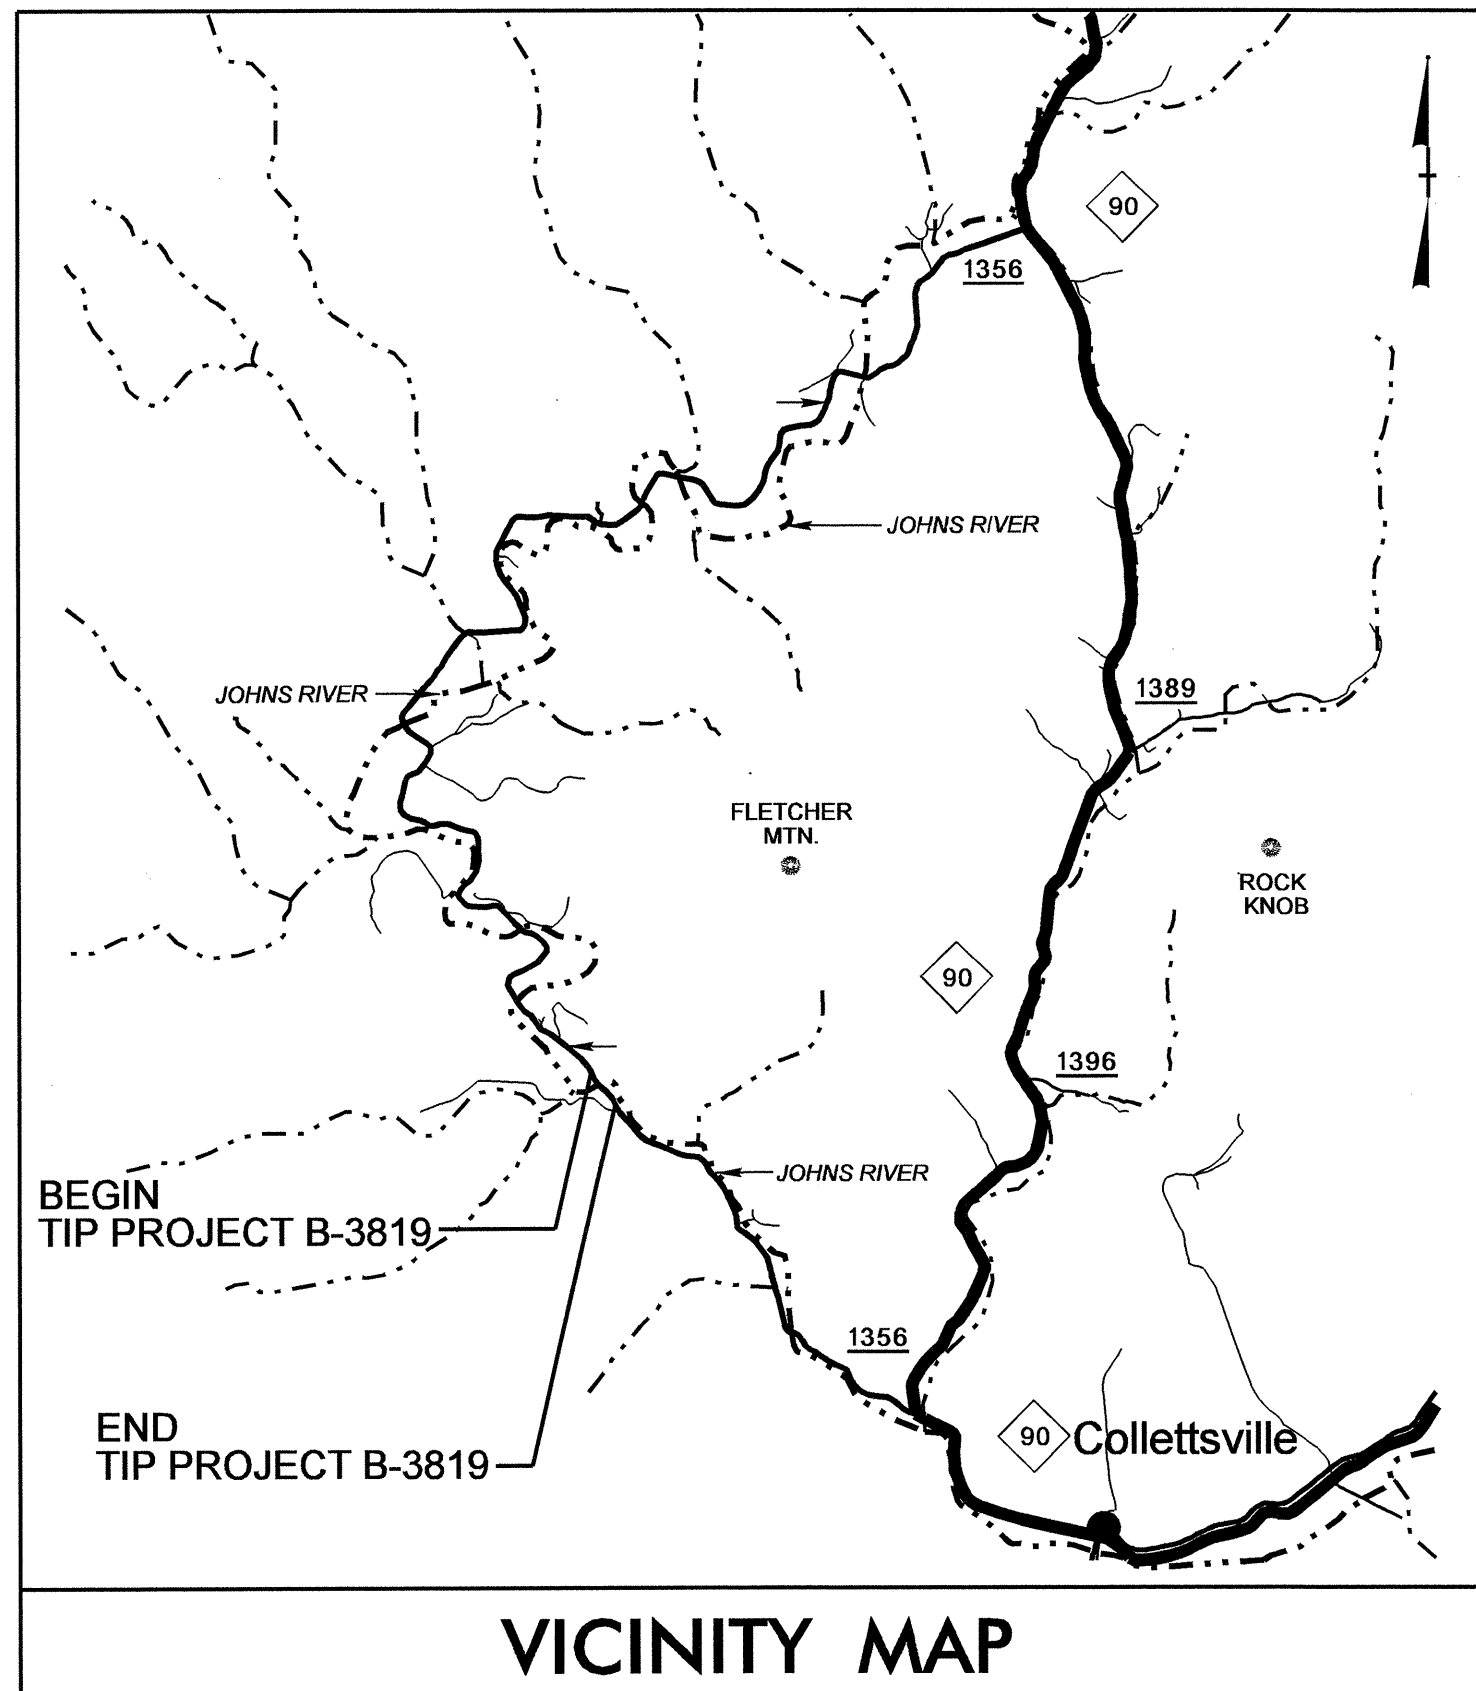 90
1356
JOHNS RIVER
1389
JOHNS RIVER
FLETCHER
MTN.
ROCK
KNOB
90
1396
JOHNS RIVER
BEGIN
TIP PROJECT B-3819
1356
END
TIP PROJECT B-3819
90
Collettsville
VICINITY MAP